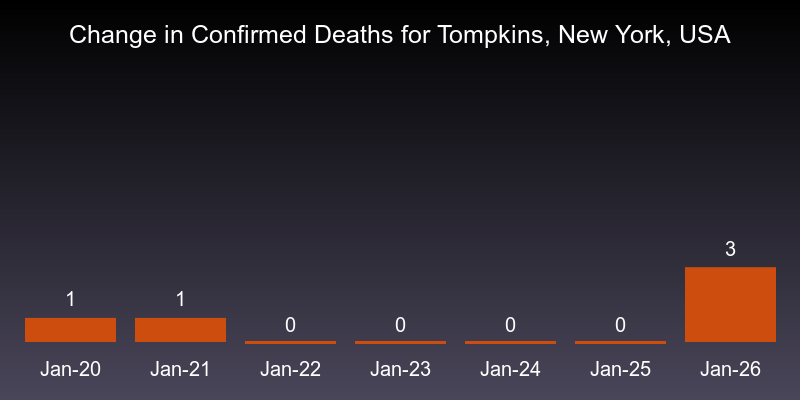 Change in Confirmed Deaths for Tompkins, New York, USA
3
1
1
0
0
0
0
Jan-20
Jan-21
Jan-22
Jan-23
Jan-24
Jan-25
Jan-26